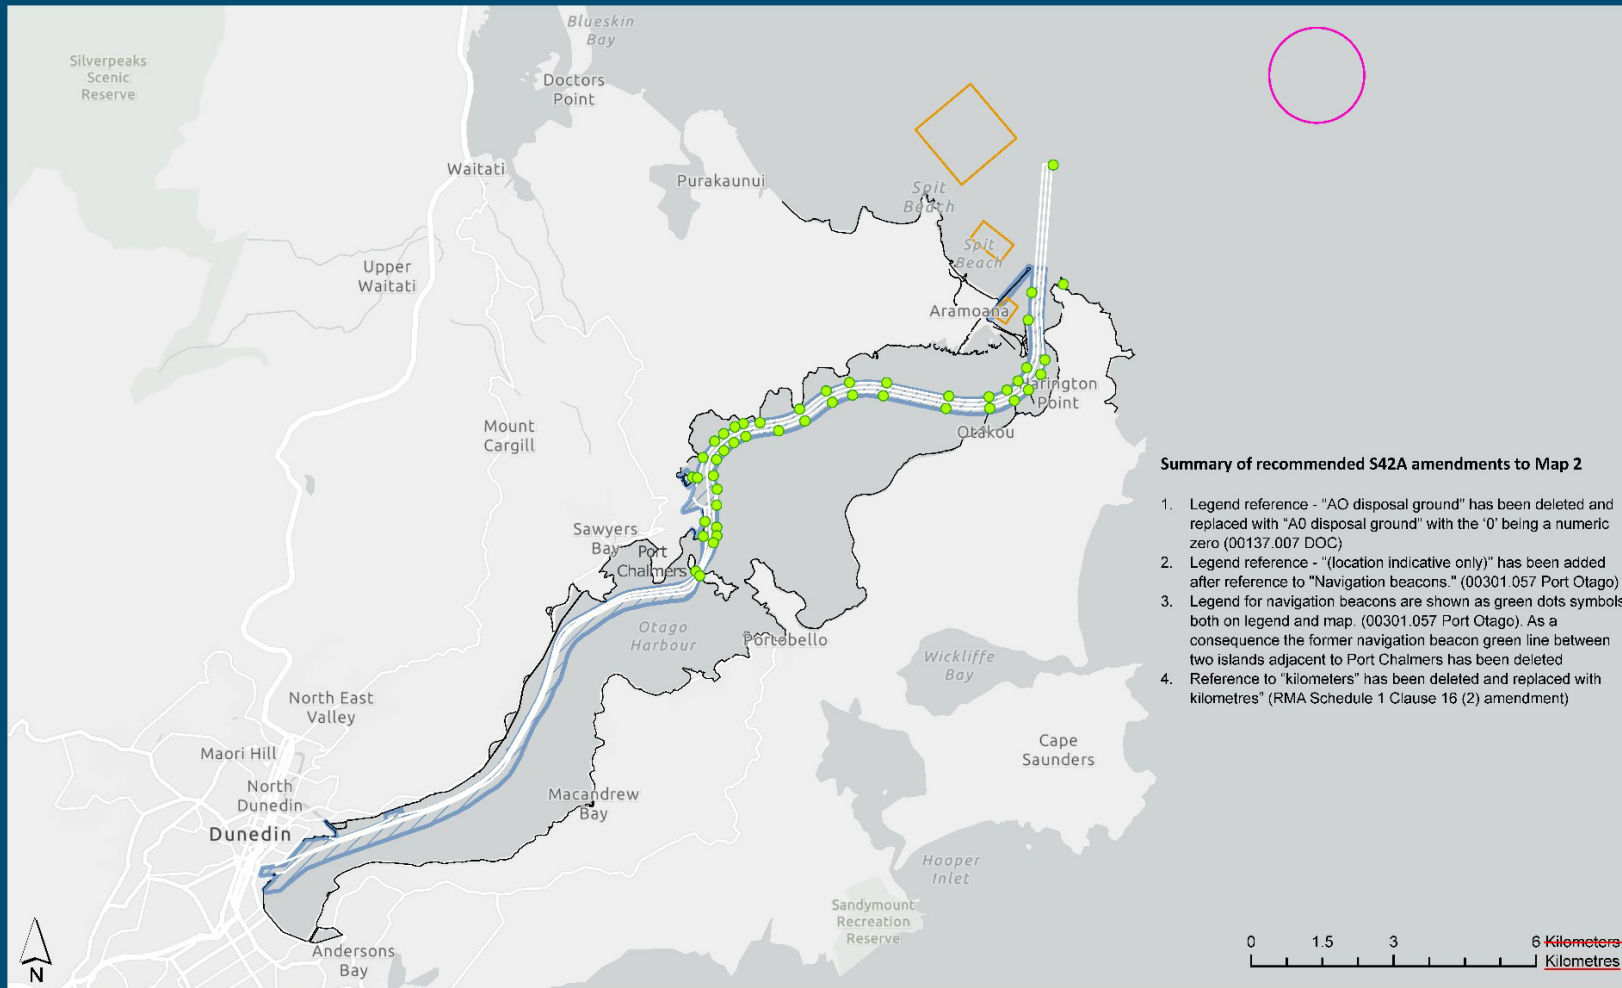 Blueskin
Bay
Silverpeaks
Scenic
Reserve
Doctors
Point
Waitati
Purakaunui
Spit
Beach
Spit
Beach
Upper
Waitati
Aramoana
Harington
Point
Mount
Cargill
Otakou
Summary of recommended S42A amendments to Map 2
1. Legend reference - "AO disposal ground" has been deleted and
replaced with "A0 disposal ground" with the '0' being a numeric
zero (00137.007 DOC)
2. Legend reference - "(location indicative only)" has been added
after reference to "Navigation beacons." (00301.057 Port Otago)
3. Legend for navigation beacons are shown as green dots symbols
both on legend and map. (00301.057 Port Otago). As a
consequence the former navigation beacon green line between
two islands adjacent to Port Chalmers has been deleted
4. Reference to "kilometers" has been deleted and replaced with
kilometres" (RMA Schedule 1 Clause 16 (2) amendment)
Sawyers
Bay
Port
Chalmers
Otago
Harbour
Portobello
Wickliffe
Bay
North East
Valley
Maori Hill
North
Dunedin
Dunedin
Macandrew
Bay
Cape
Saunders
Hooper
Inlet
Sandymount
Recreation
Reserve
Andersons
Bay
N
0 1.5 3 6 Kilometers
Kilometres